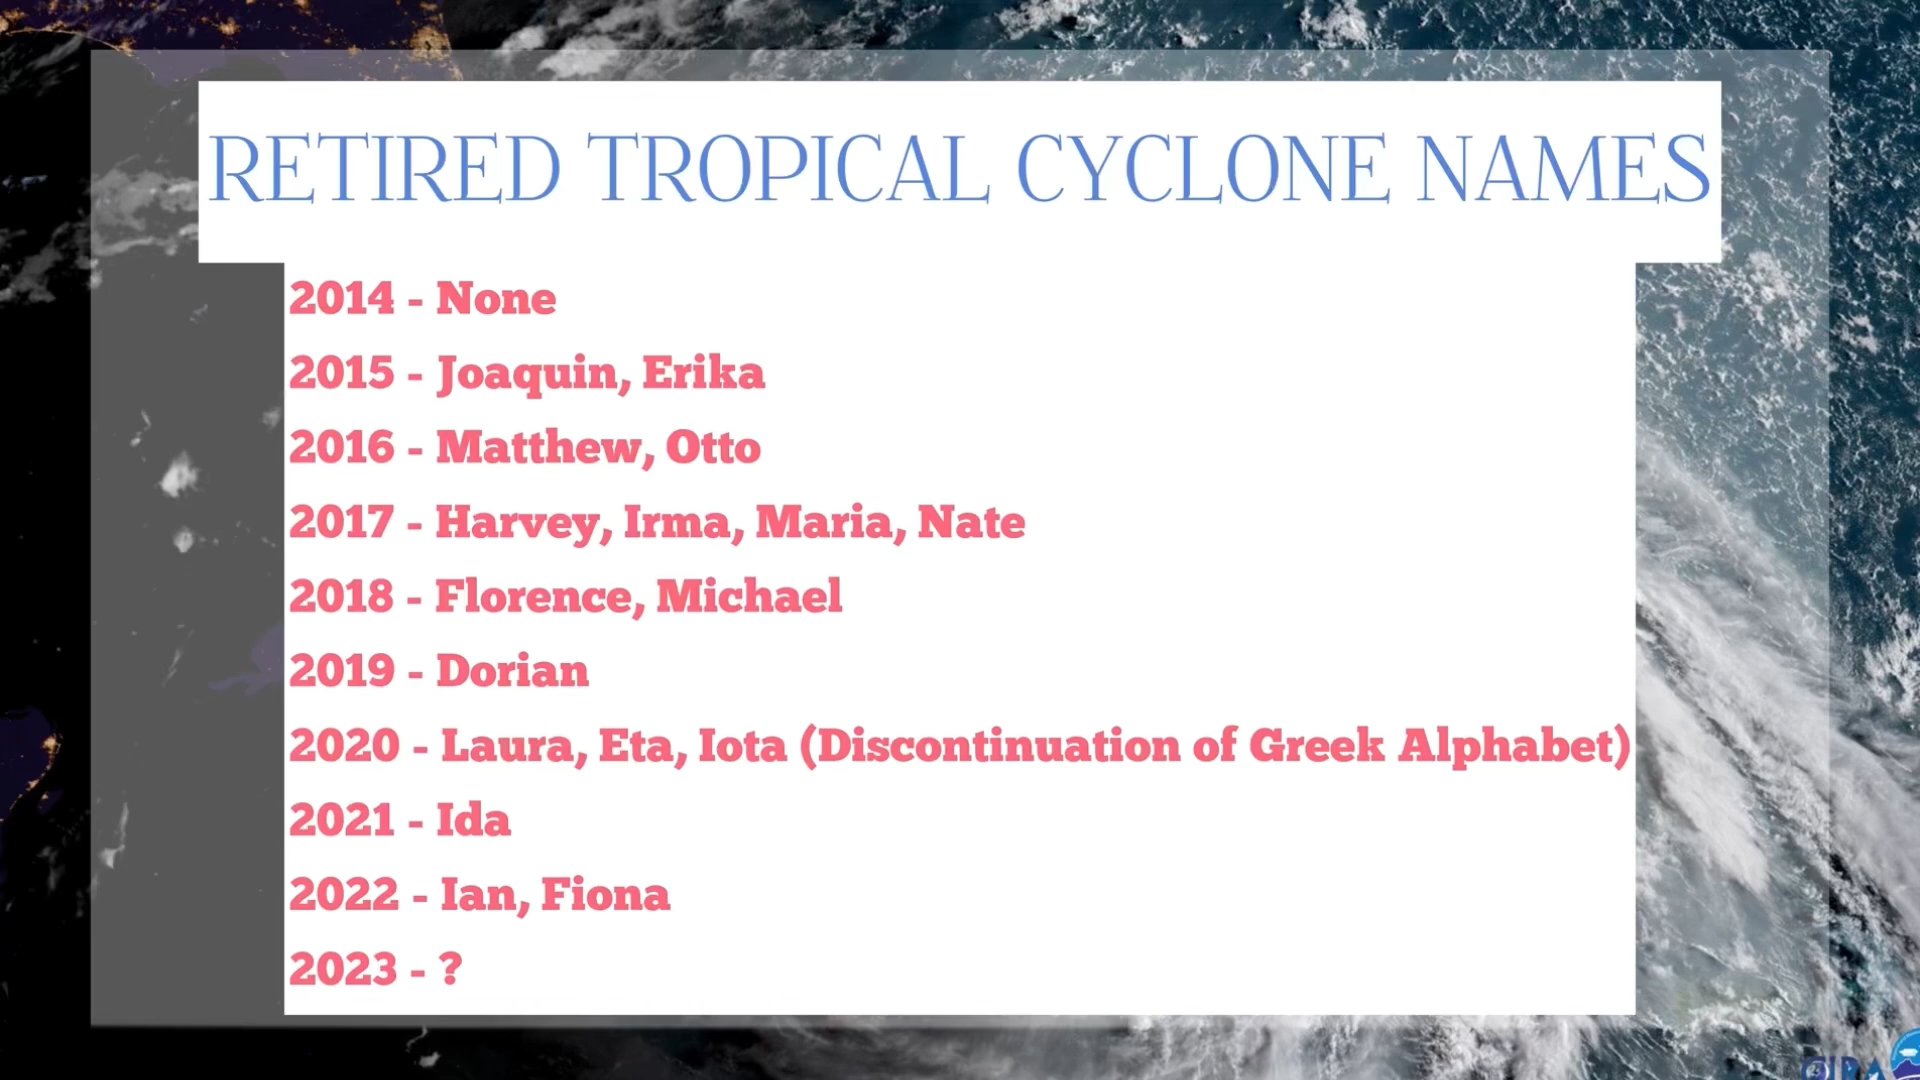 RETIRED TROPICAL CYCLONE NAMES
2014 - None
2015 - Joaquin, Erika
2016 - Matthew, Otto
2017 - Harvey, Irma, Maria, Nate
2018 - Florence, Michael
2019 - Dorian
2020 - Laura, Eta, Iota (Discontinuation of Greek Alphabet)
2021 - Ida
2022 - Ian, Fiona
2023 - ?